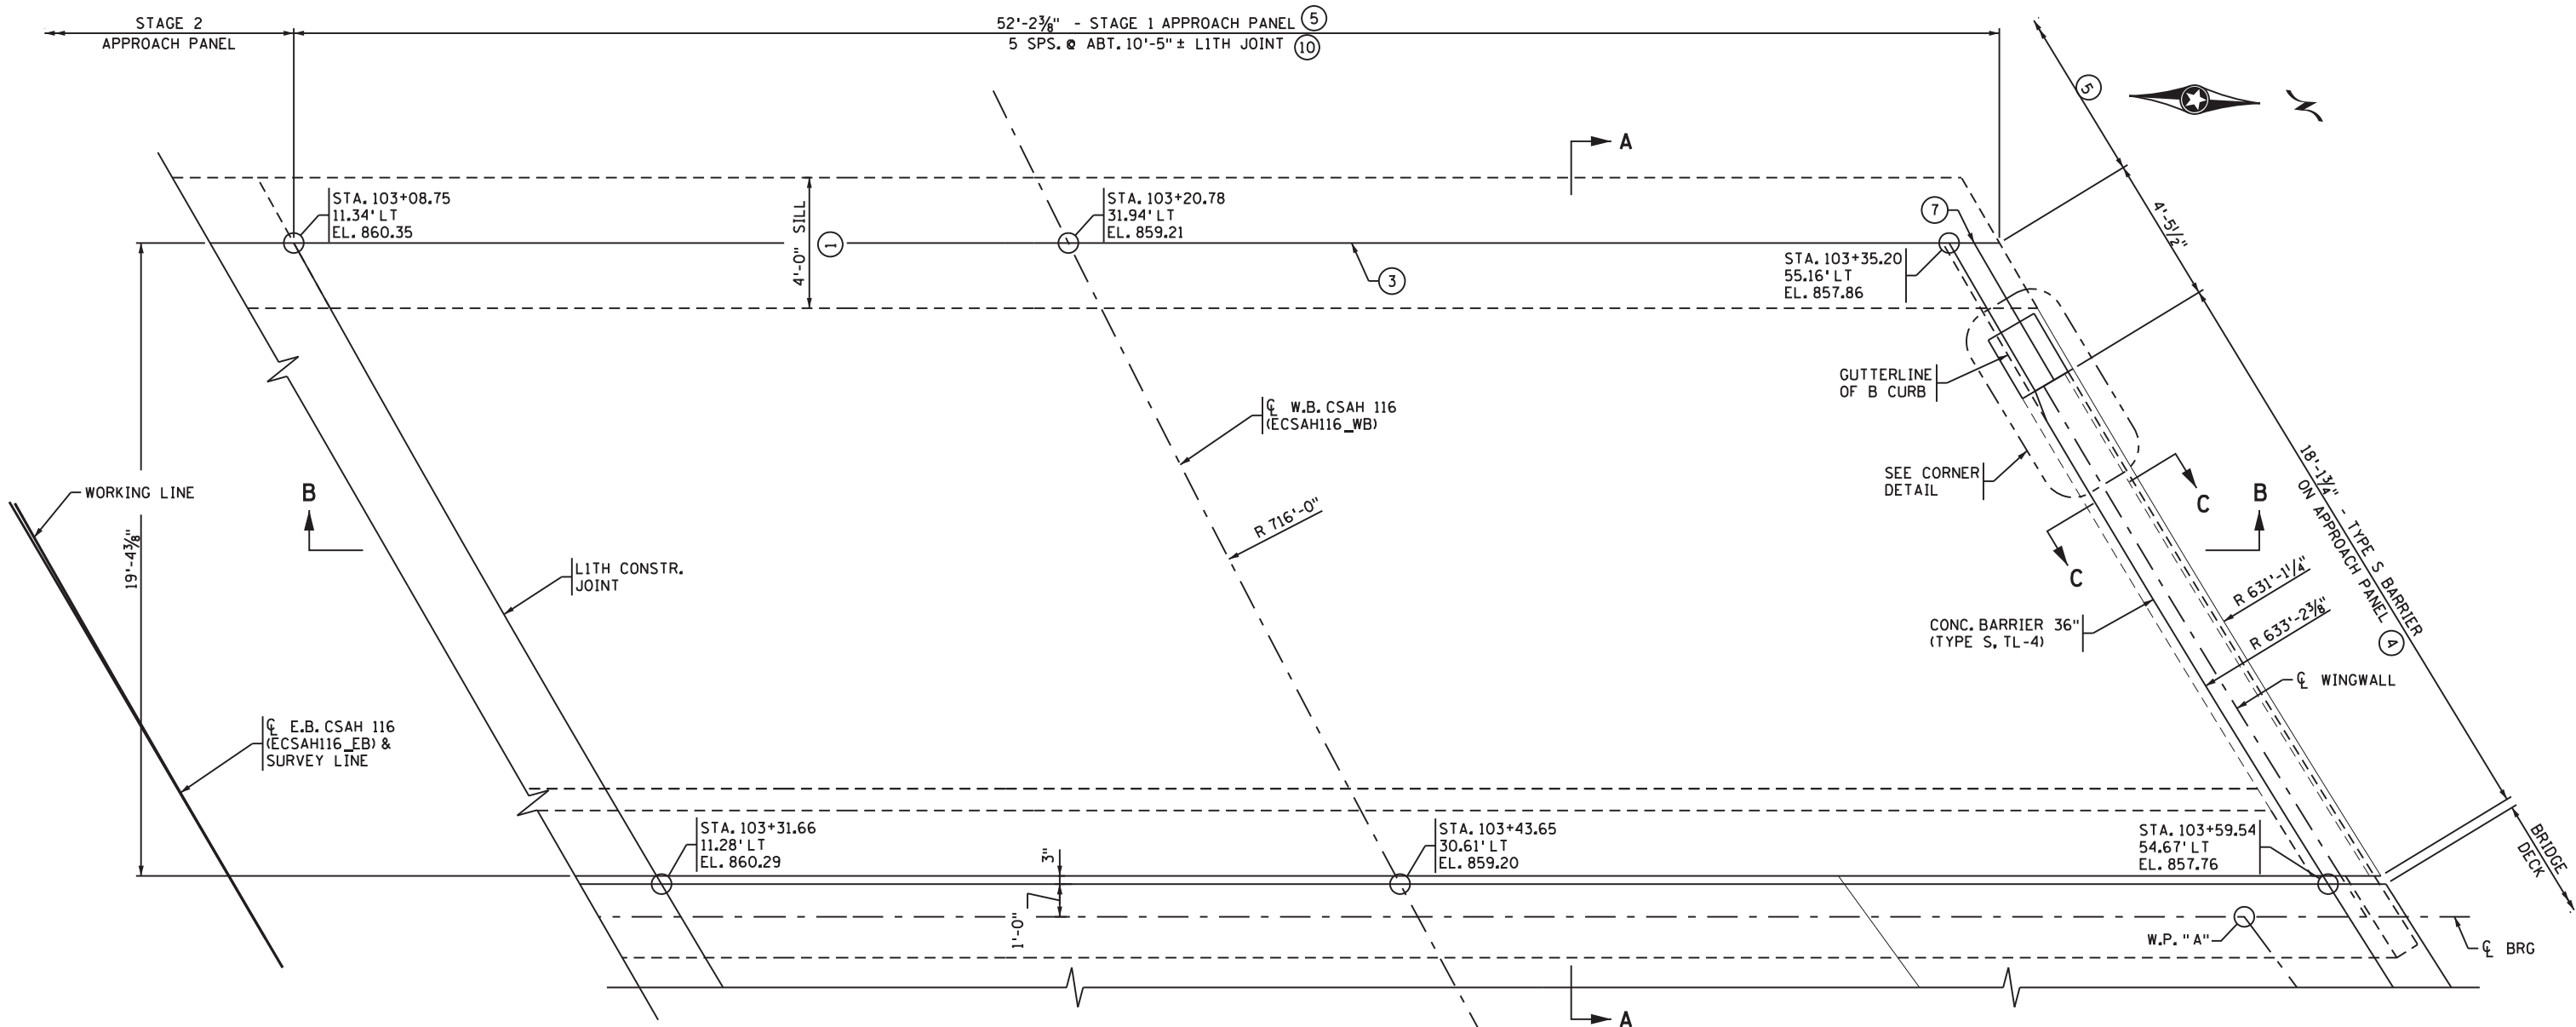 STAGE 2
APPROACH PANEL
52'-2⅜" - STAGE 1 APPROACH PANEL 5
5 SPS. @ ABT. 10'-5" ± L1TH JOINT 10
5
4'-5½"
A
STA. 103+08.75
11.34' LT
EL. 860.35
4'-0" SILL
1
STA. 103+20.78
31.94' LT
EL. 859.21
3
7
STA. 103+35.20
55.16' LT
EL. 857.86
GUTTERLINE
OF B CURB
℄ W.B. CSAH 116
(ECSAH116_WB)
SEE CORNER
DETAIL
WORKING LINE
B
19'-4⅜"
R 716'-0"
C
B
C
18'-1¾" - TYPE S BARRIER
ON APPROACH PANEL 4
L1TH CONSTR.
JOINT
R 631'-1¼"
R 633'-2⅜"
CONC. BARRIER 36"
(TYPE S, TL-4)
℄ WINGWALL
℄ E.B. CSAH 116
(ECSAH116_EB) &
SURVEY LINE
STA. 103+31.66
11.28' LT
EL. 860.29
3"
1'-0"
STA. 103+43.65
30.61' LT
EL. 859.20
STA. 103+59.54
54.67' LT
EL. 857.76
BRIDGE
DECK
W.P. "A"
℄ BRG
A